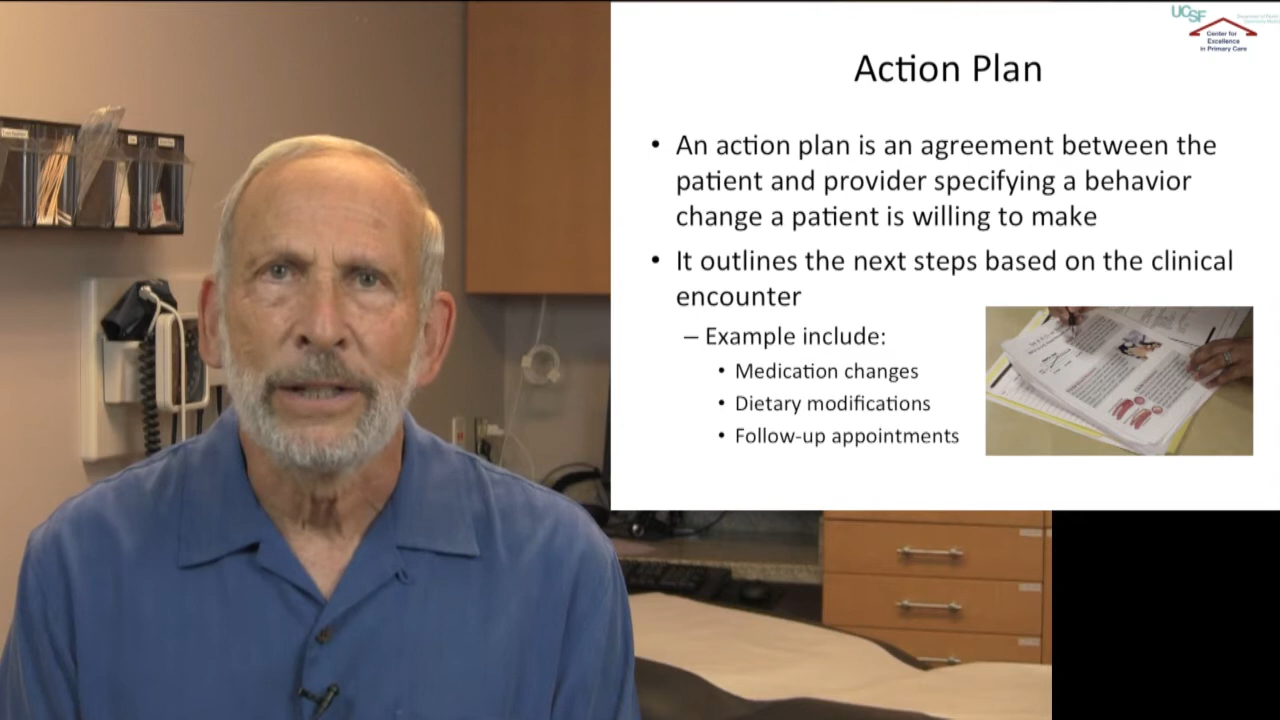 UCSF
Center for
Excellence
in Primary Care
Action Plan
• An action plan is an agreement between the
patient and provider specifying a behavior
change a patient is willing to make
• It outlines the next steps based on the clinical
encounter
– Example include:
• Medication changes
• Dietary modifications
• Follow-up appointments